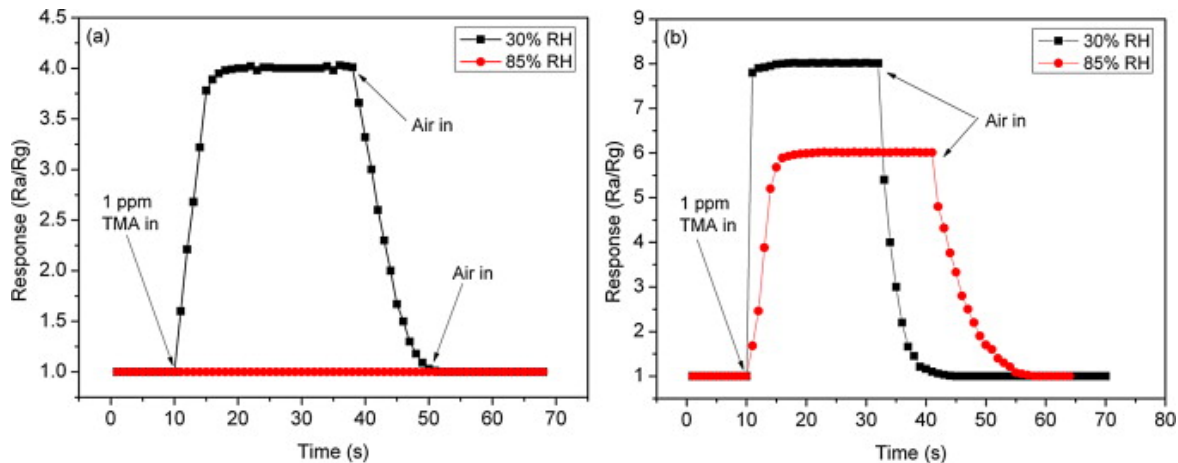 (a)
30% RH
85% RH
4.5
4.0
3.5
3.0
2.5
2.0
1.5
1.0
Response (Ra/Rg)
Air in
1 ppm
TMA in
Air in
0 10 20 30 40 50 60 70
Time (s)
(b)
30% RH
85% RH
9
8
7
6
5
4
3
2
1
Response (Ra/Rg)
Air in
1 ppm
TMA in
0 10 20 30 40 50 60 70 80
Time (s)